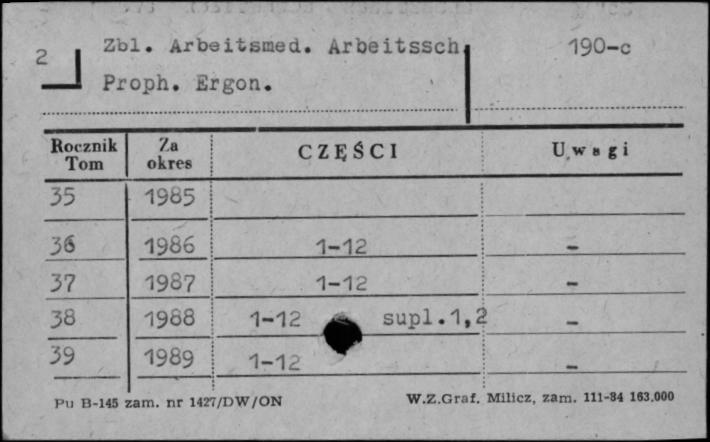 2 Zbl. Arbeitsmed. Arbeitssch. 190-c
Proph. Ergon.
Rocznik Tom Za okres CZĘŚCI Uwagi
35 1985
36 1986 1-12 -
37 1987 1-12 -
38 1988 1-12 supl.1,2 -
39 1989 1-12 -
Pu B-145 zam. nr 1427/DW/ON W.Z.Graf. Milicz, zam. 111-84 163.000